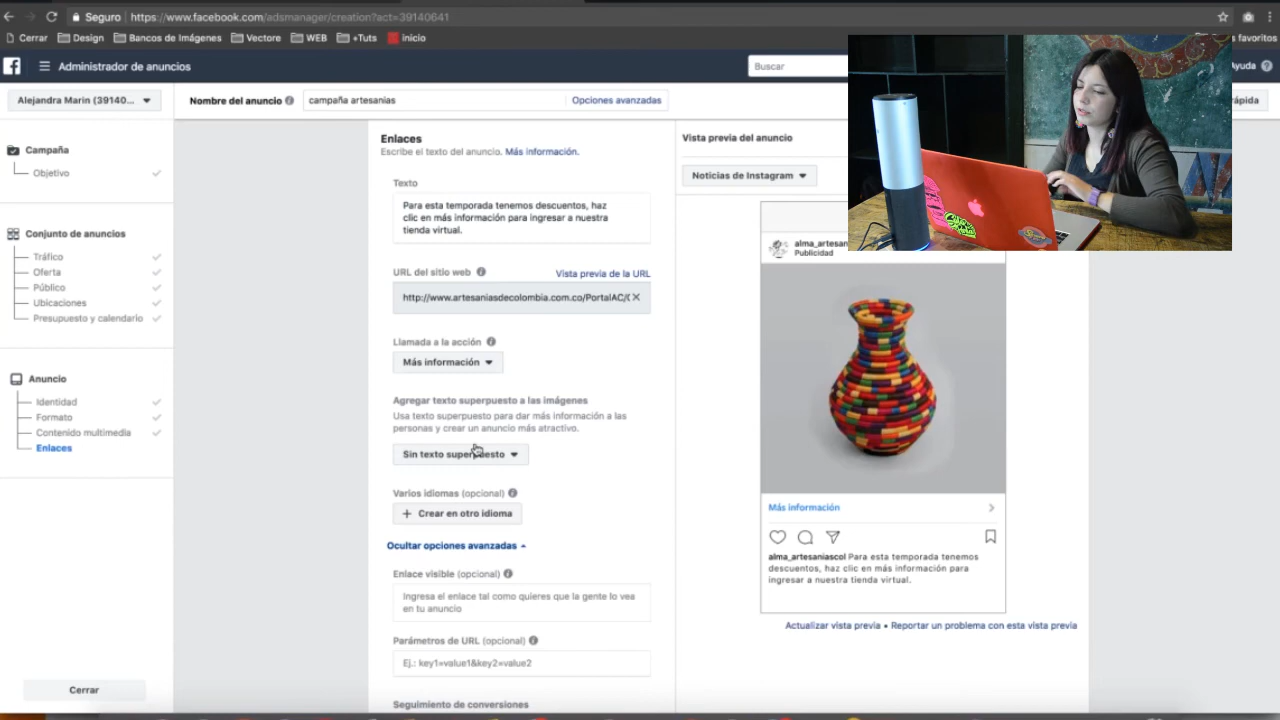 Seguro
https://www.facebook.com/adsmanager/creation?act=39140641
Cerrar
Design
Bancos de Imágenes
Vectore
WEB
+Tuts
Inicio
s favoritos
Administrador de anuncios
Buscar
Ayuda
Alejandra Marin (39140...
Nombre del anuncio
campaña artesanias
Opciones avanzadas
ápida
Campaña
Objetivo
Conjunto de anuncios
Tráfico
Oferta
Público
Ubicaciones
Presupuesto y calendario
Anuncio
Identidad
Formato
Contenido multimedia
Enlaces
Cerrar
Enlaces
Escribe el texto del anuncio. Más información.
Texto
Para esta temporada tenemos descuentos, haz
clic en más información para ingresar a nuestra
tienda virtual.
URL del sitio web
Vista previa de la URL
http://www.artesaniasdecolombia.com.co/PortalAC/
Llamada a la acción
Más información
Agregar texto superpuesto a las imágenes
Usa texto superpuesto para dar más información a las
personas y crear un anuncio más atractivo.
Sin texto superpuesto
Varios idiomas (opcional)
+ Crear en otro idioma
Ocultar opciones avanzadas
Enlace visible (opcional)
Ingresa el enlace tal como quieres que la gente lo vea
en tu anuncio
Parámetros de URL (opcional)
Ej.: key1=value1&key2=value2
Seguimiento de conversiones
Vista previa del anuncio
Noticias de Instagram
alma_artesan
Publicidad
Más información
alma_artesaniascol Para esta temporada tenemos
descuentos, haz clic en más información para
ingresar a nuestra tienda virtual.
Actualizar vista previa • Reportar un problema con esta vista previa